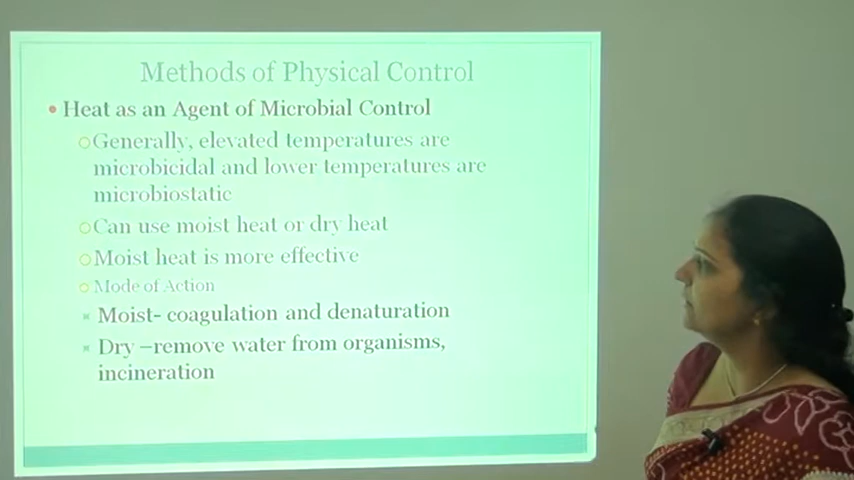 Methods of Physical Control
• Heat as an Agent of Microbial Control
Generally, elevated temperatures are
microbicidal and lower temperatures are
microbiostatic
Can use moist heat or dry heat
Moist heat is more effective
Mode of Action
Moist- coagulation and denaturation
Dry –remove water from organisms,
incineration